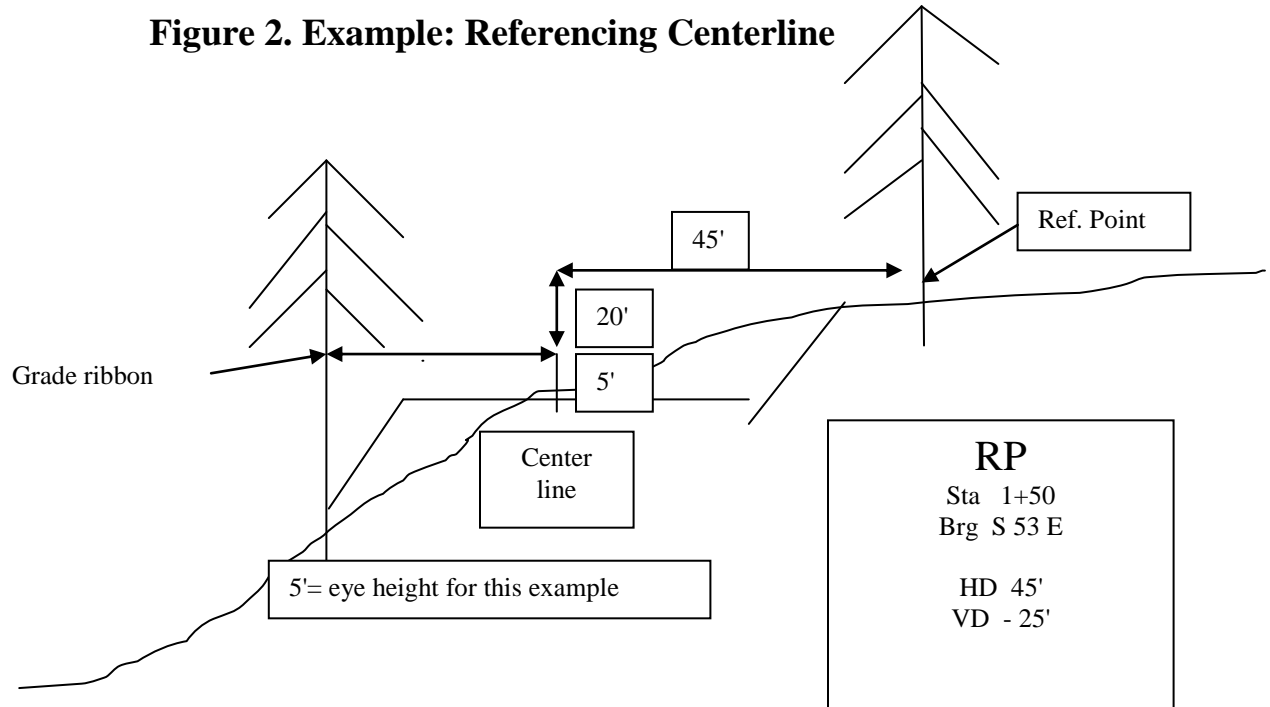 Figure 2. Example: Referencing Centerline
45'
Ref. Point
20'
Grade ribbon
5'
Center
line
RP
Sta 1+50
Brg S 53 E
5'= eye height for this example
HD 45'
VD - 25'